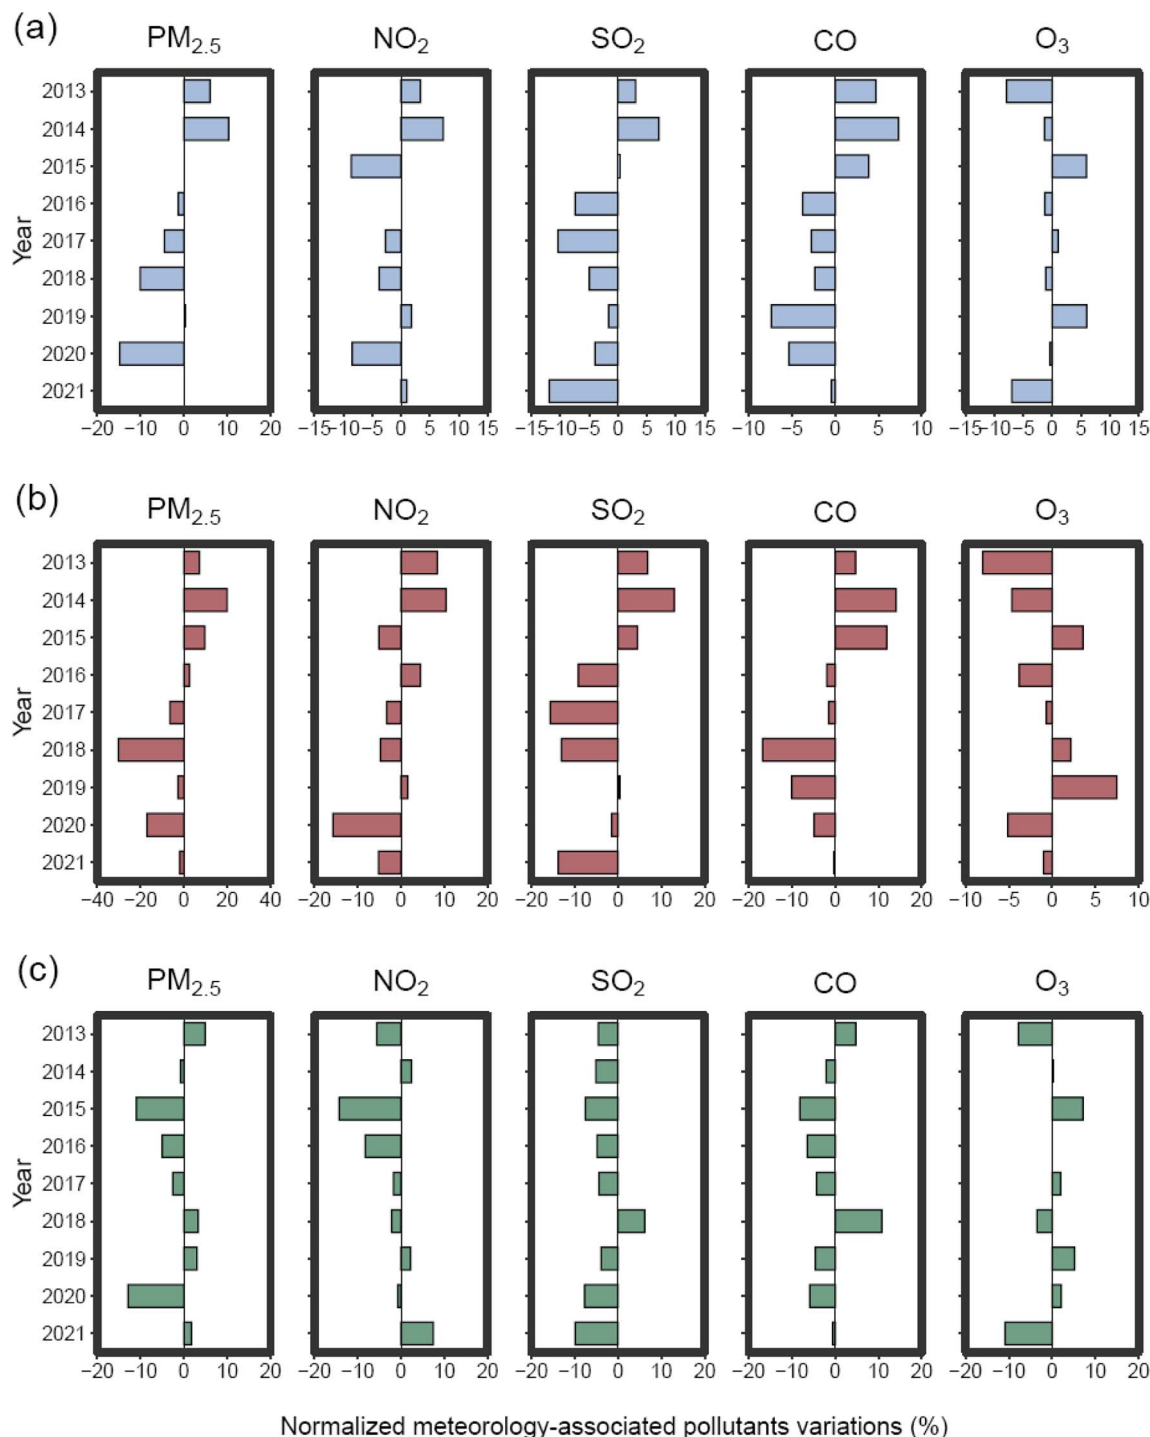 (a)
PM2.5 NO2 SO2 CO O3
Year
2013
2014
2015
2016
2017
2018
2019
2020
2021
−20 −10 0 10 20 −15−10−5 0 5 10 15 −15−10−5 0 5 10 15 −10 −5 0 5 10 −15−10−5 0 5 10 15
(b)
PM2.5 NO2 SO2 CO O3
Year
2013
2014
2015
2016
2017
2018
2019
2020
2021
−40 −20 0 20 40 −20 −10 0 10 20 −20 −10 0 10 20 −20 −10 0 10 20 −10 −5 0 5 10
(c)
PM2.5 NO2 SO2 CO O3
Year
2013
2014
2015
2016
2017
2018
2019
2020
2021
−20 −10 0 10 20 −20 −10 0 10 20 −20 −10 0 10 20 −20 −10 0 10 20 −20 −10 0 10 20
Normalized meteorology-associated pollutants variations (%)